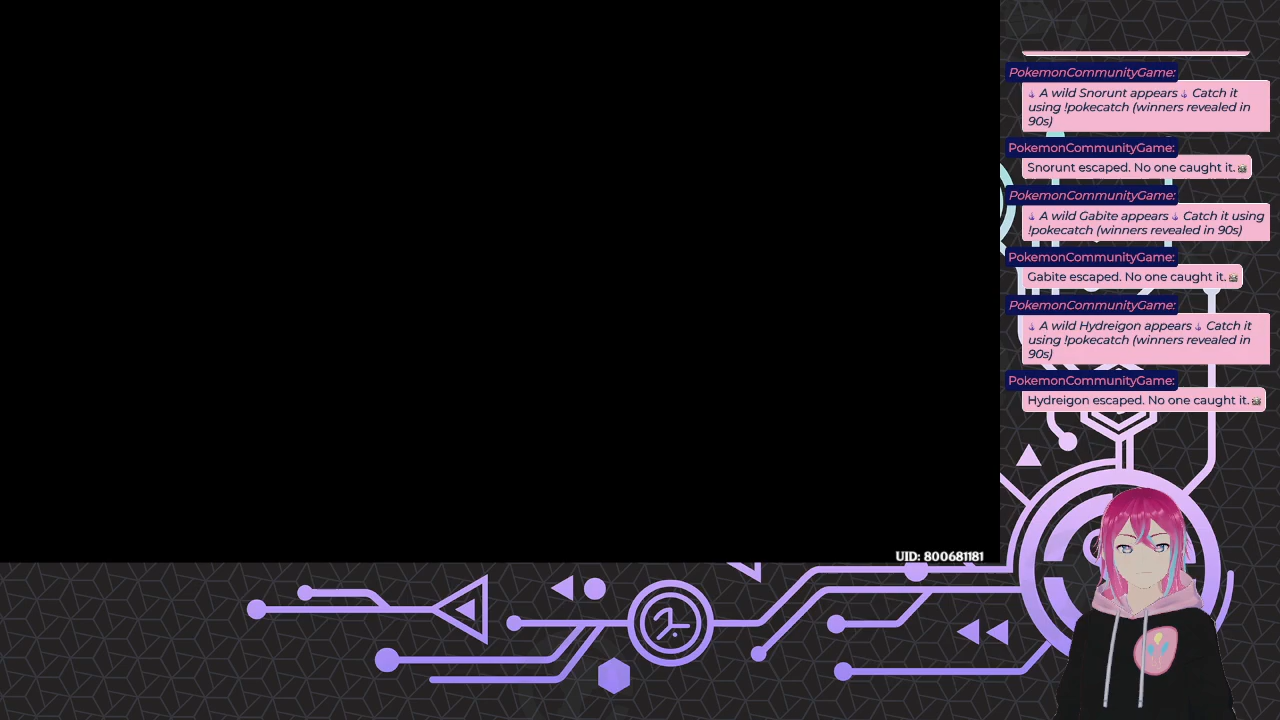 PokemonCommunityGame:
A wild Snorunt appears Catch it
using !pokecatch (winners revealed in
90s)
PokemonCommunityGame:
Snorunt escaped. No one caught it.
PokemonCommunityGame:
A wild Gabite appears Catch it using
!pokecatch (winners revealed in 90s)
PokemonCommunityGame:
Gabite escaped. No one caught it.
PokemonCommunityGame:
A wild Hydreigon appears Catch it
using !pokecatch (winners revealed in
90s)
PokemonCommunityGame:
Hydreigon escaped. No one caught it.
UID: 800681181